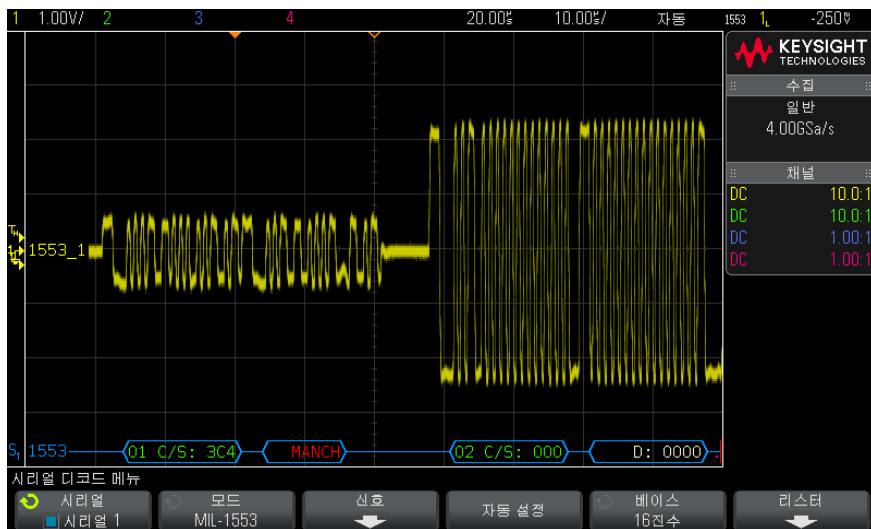 1 1.00V/ 2 3 4 20.00µs 10.00µs/ 자동 1553 1L -250mV
KEYSIGHT
TECHNOLOGIES
수집
일반
4.00GSa/s
채널
DC 10.0:1
DC 10.0:1
DC 1.00:1
DC 1.00:1
1553_1
S1 1553 01 C/S: 3C4 MANCH 02 C/S: 000 D: 0000
시리얼 디코드 메뉴
시리얼 모드 신호 자동 설정 베이스 리스터
시리얼 1 MIL-1553 16진수